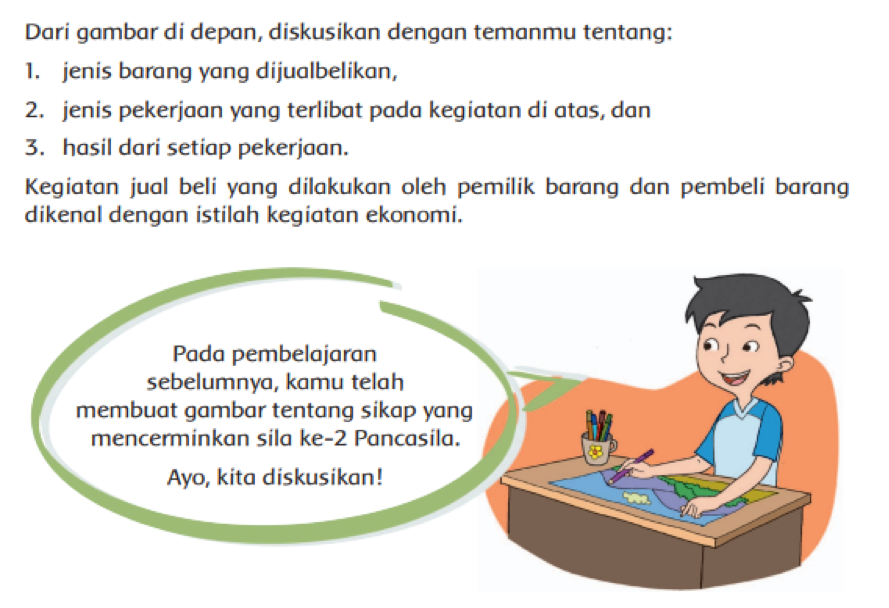 Dari gambar di depan, diskusikan dengan temanmu tentang:
1. jenis barang yang dijualbelikan,
2. jenis pekerjaan yang terlibat pada kegiatan di atas, dan
3. hasil dari setiap pekerjaan.
Kegiatan jual beli yang dilakukan oleh pemilik barang dan pembeli barang
dikenal dengan istilah kegiatan ekonomi.
Pada pembelajaran
sebelumnya, kamu telah
membuat gambar tentang sikap yang
mencerminkan sila ke-2 Pancasila.
Ayo, kita diskusikan!